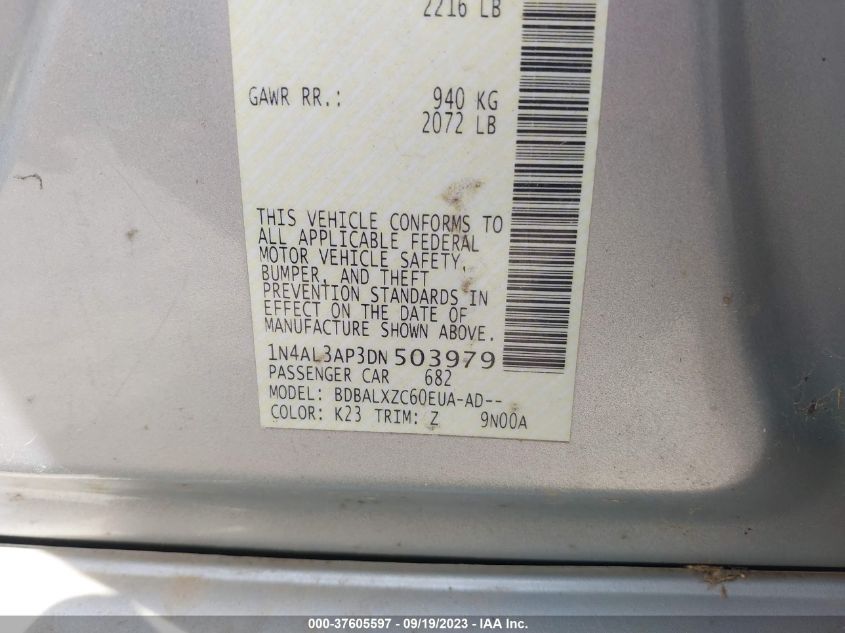 2216 LB
GAWR RR.: 940 KG
2072 LB
THIS VEHICLE CONFORMS TO
ALL APPLICABLE FEDERAL
MOTOR VEHICLE SAFETY,
BUMPER, AND THEFT
PREVENTION STANDARDS IN
EFFECT ON THE DATE OF
MANUFACTURE SHOWN ABOVE.
1N4AL3AP3DN503979
PASSENGER CAR 682
MODEL: BDBALXZC60EUA-AD--
COLOR: K23 TRIM: Z 9N00A
000-37605597 - 09/19/2023 - IAA Inc.